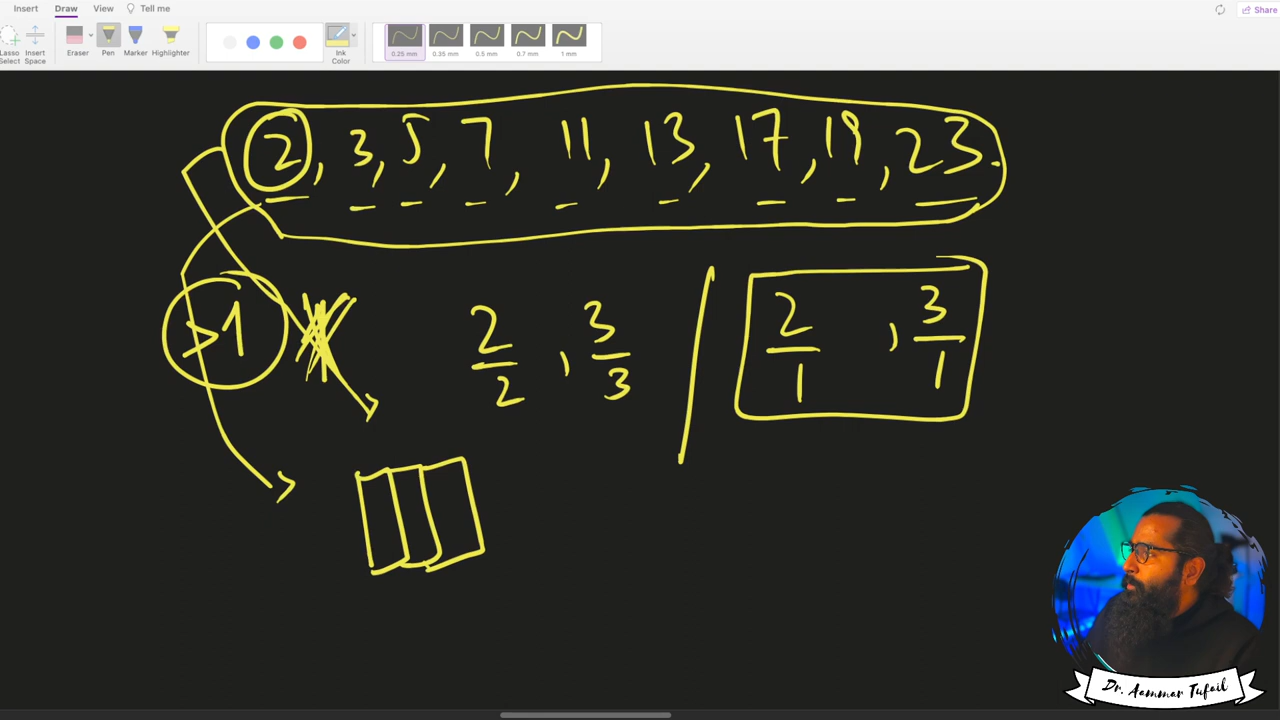 Insert Draw View Tell me Share
Lasso Select Insert Space Eraser Pen Marker Highlighter Ink Color 0.25 mm 0.35 mm 0.5 mm 0.7 mm 1 mm
2, 3, 5, 7, 11, 13, 17, 19, 23.
>1
2/2, 3/3 / 2/1, 3/1
Dr. Aammar Tufail